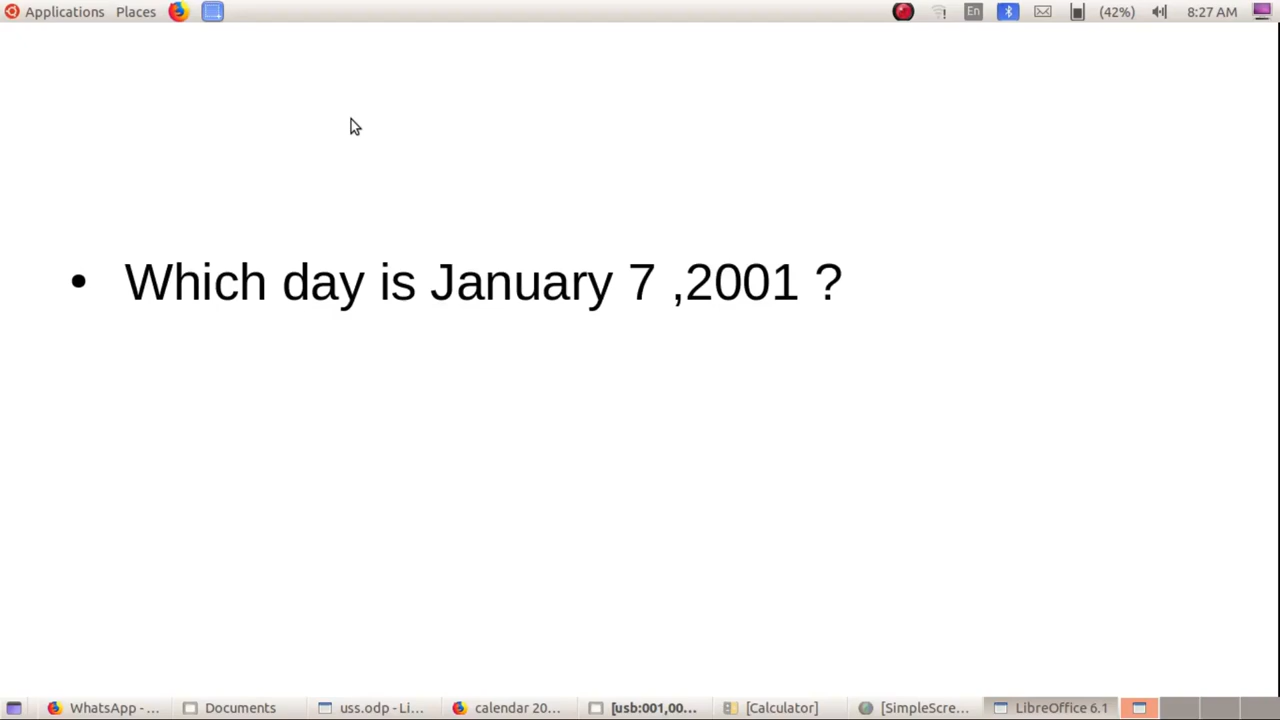 Applications Places En (42%) 8:27 AM
• Which day is January 7 ,2001 ?
WhatsApp - ... Documents uss.odp - Li... calendar 20... [usb:001,00... [Calculator] [SimpleScre... LibreOffice 6.1